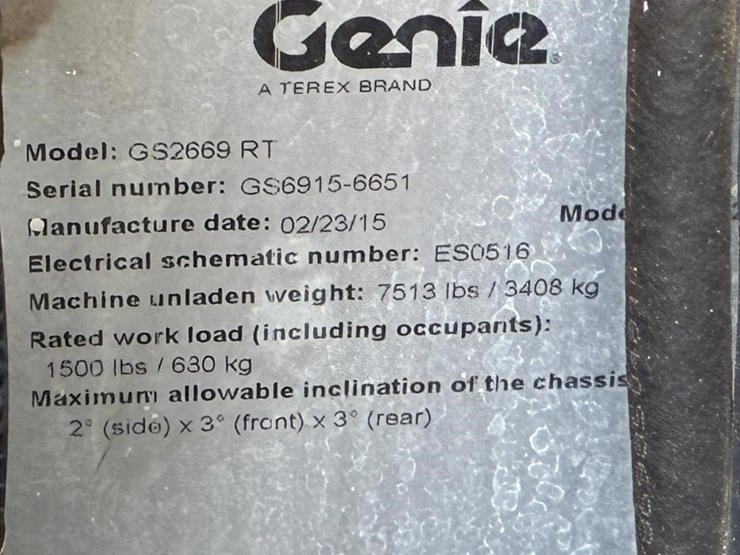 Genie
A TEREX BRAND
Model: GS2669 RT
Serial number: GS6915-6651
Manufacture date: 02/23/15
Mode
Electrical schematic number: ES0516
Machine unladen weight: 7513 lbs / 3408 kg
Rated work load (including occupants):
1500 lbs / 680 kg
Maximum allowable inclination of the chassis
2° (side) x 3° (front) x 3° (rear)